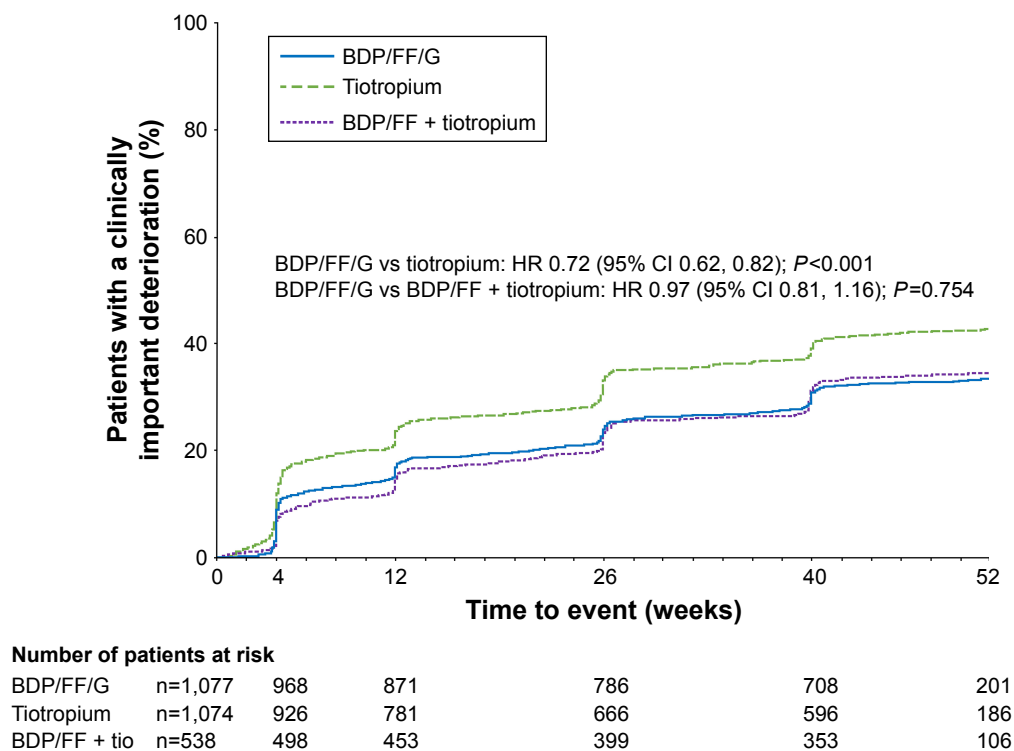 100
80
60
40
20
0
Patients with a clinically
important deterioration (%)
BDP/FF/G
Tiotropium
BDP/FF + tiotropium
BDP/FF/G vs tiotropium: HR 0.72 (95% CI 0.62, 0.82); P<0.001
BDP/FF/G vs BDP/FF + tiotropium: HR 0.97 (95% CI 0.81, 1.16); P=0.754
0 4 12 26 40 52
Time to event (weeks)
Number of patients at risk
BDP/FF/G n=1,077 968 871 786 708 201
Tiotropium n=1,074 926 781 666 596 186
BDP/FF + tio n=538 498 453 399 353 106